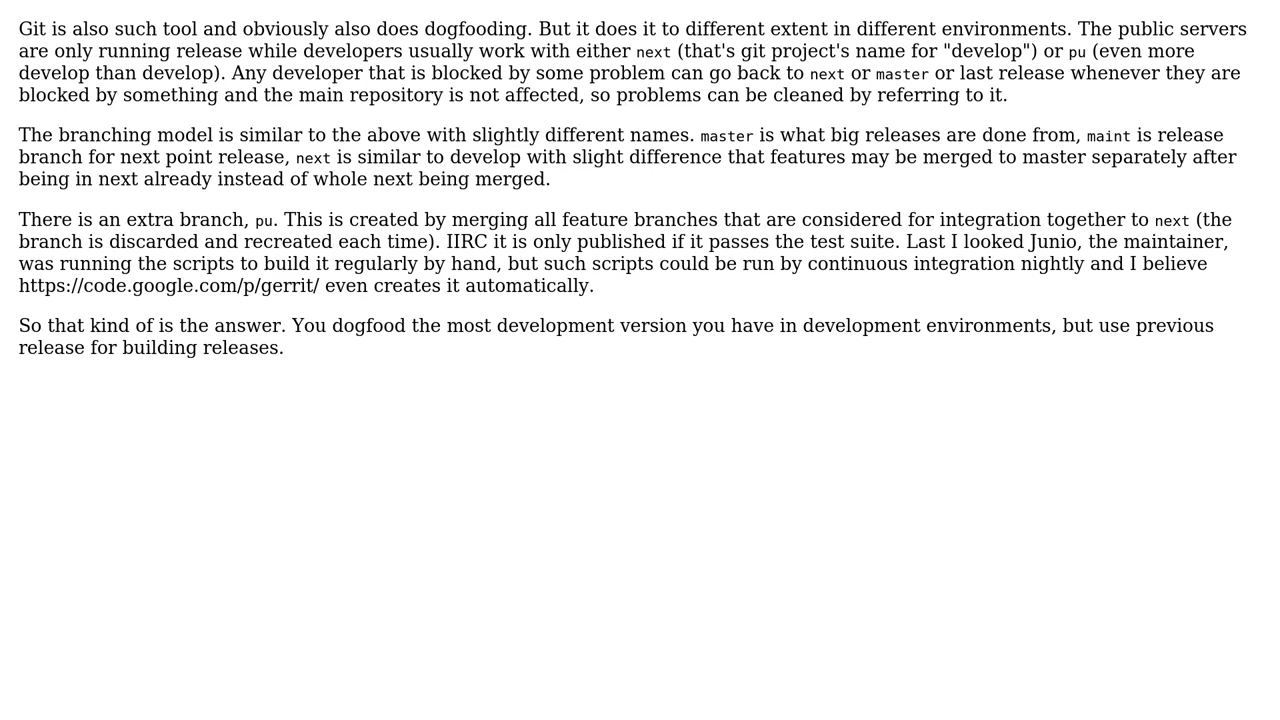 Git is also such tool and obviously also does dogfooding. But it does it to different extent in different environments. The public servers
are only running release while developers usually work with either next (that's git project's name for "develop") or pu (even more
develop than develop). Any developer that is blocked by some problem can go back to next or master or last release whenever they are
blocked by something and the main repository is not affected, so problems can be cleaned by referring to it.
The branching model is similar to the above with slightly different names. master is what big releases are done from, maint is release
branch for next point release, next is similar to develop with slight difference that features may be merged to master separately after
being in next already instead of whole next being merged.
There is an extra branch, pu. This is created by merging all feature branches that are considered for integration together to next (the
branch is discarded and recreated each time). IIRC it is only published if it passes the test suite. Last I looked Junio, the maintainer,
was running the scripts to build it regularly by hand, but such scripts could be run by continuous integration nightly and I believe
https://code.google.com/p/gerrit/ even creates it automatically.
So that kind of is the answer. You dogfood the most development version you have in development environments, but use previous
release for building releases.